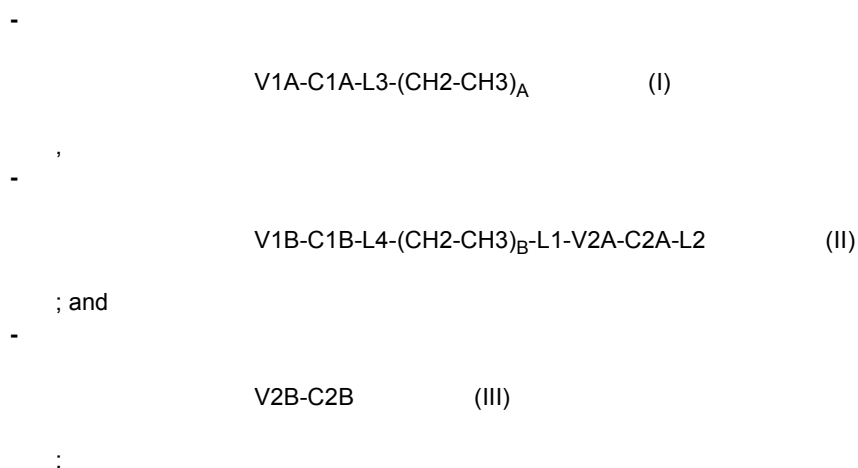 -
V1A-C1A-L3-(CH2-CH3)A (I)
,
-
V1B-C1B-L4-(CH2-CH3)B-L1-V2A-C2A-L2 (II)
; and
-
V2B-C2B (III)
: